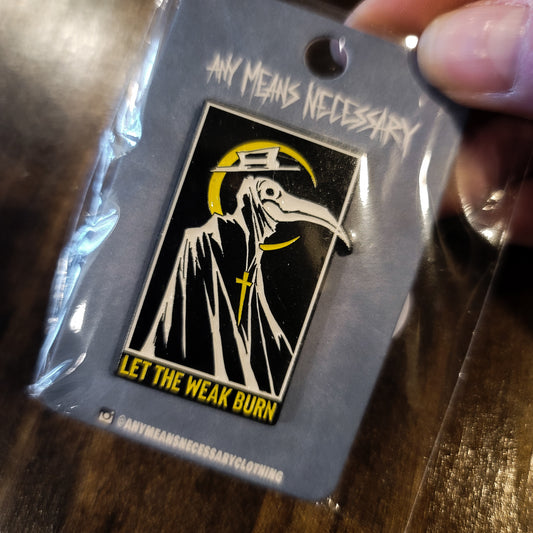 ANY MEANS NECESSARY
LET THE WEAK BURN
@ANYMEANSNECESSARYCLOTHING